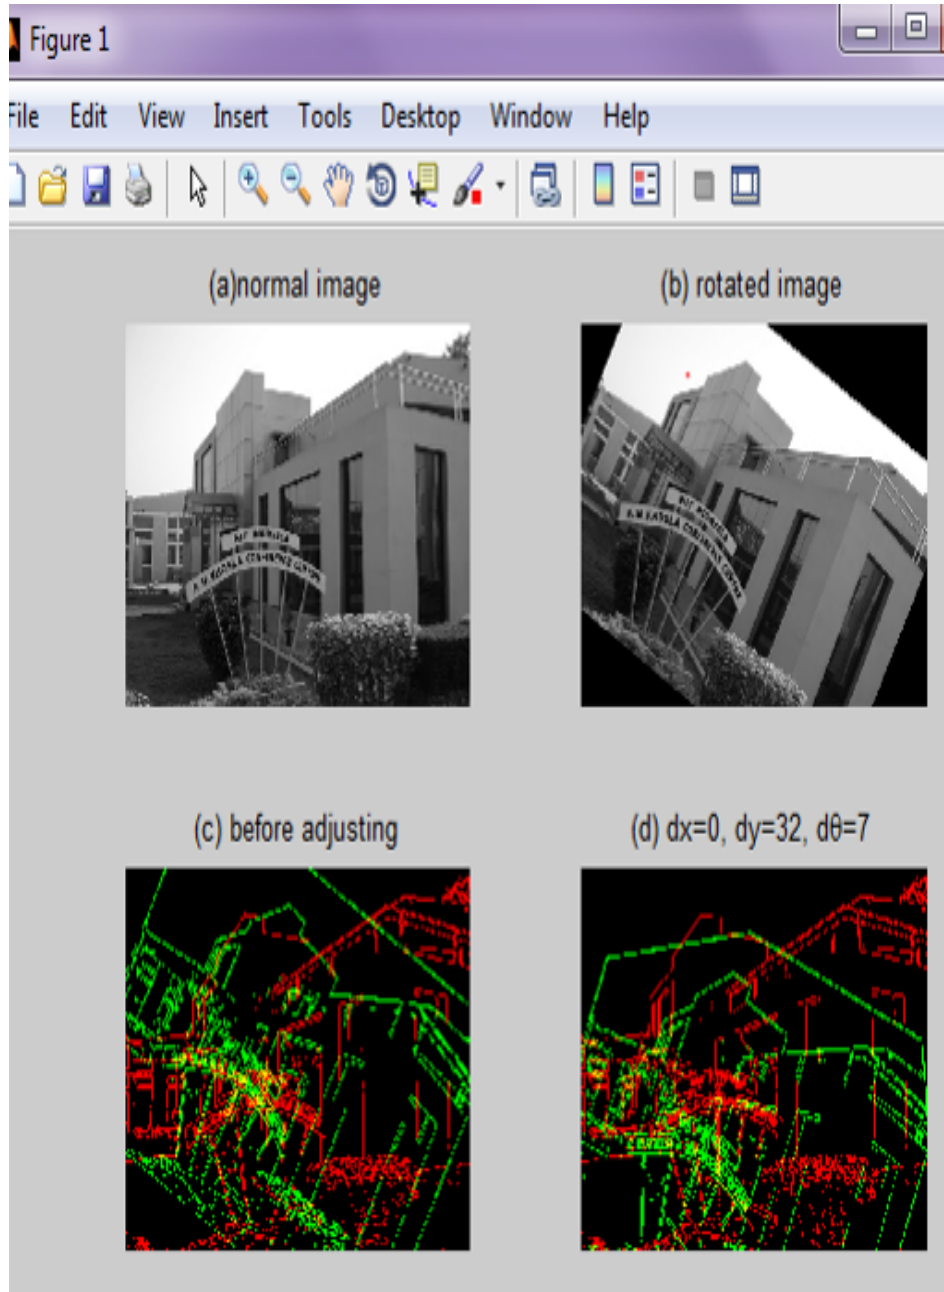 Figure 1
File Edit View Insert Tools Desktop Window Help
(a)normal image
(b) rotated image
(c) before adjusting
(d) dx=0, dy=32, dθ=7